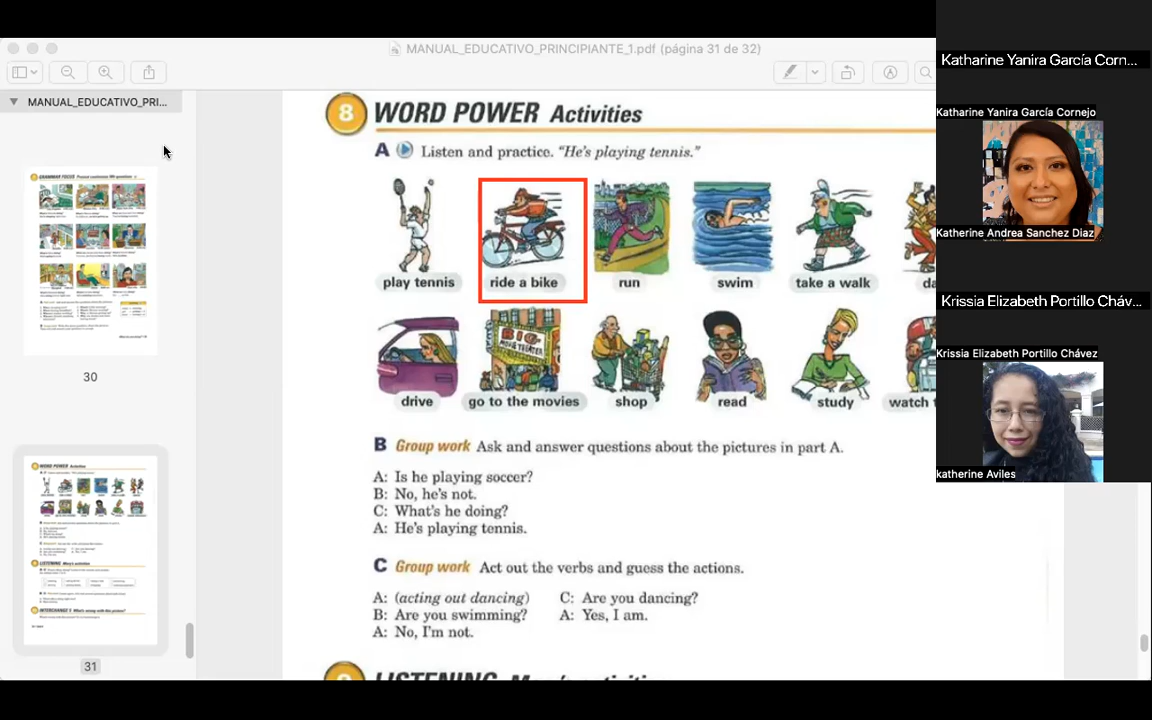 MANUAL_EDUCATIVO_PRINCIPIANTE_1.pdf (página 31 de 32)
MANUAL_EDUCATIVO_PRI...
30
31
8 WORD POWER Activities
A Listen and practice. "He's playing tennis."
play tennis
ride a bike
run
swim
take a walk
drive
go to the movies
shop
read
study
watch
BIG
MOVIE THEATER
B Group work Ask and answer questions about the pictures in part A.
A: Is he playing soccer?
B: No, he's not.
C: What's he doing?
A: He's playing tennis.
C Group work Act out the verbs and guess the actions.
A: (acting out dancing)
B: Are you swimming?
A: No, I'm not.
C: Are you dancing?
A: Yes, I am.
Katharine Yanira García Corn...
Katharine Yanira García Cornejo
Katherine Andrea Sanchez Diaz
Krissia Elizabeth Portillo Cháv...
Krissia Elizabeth Portillo Chávez
katherine Aviles